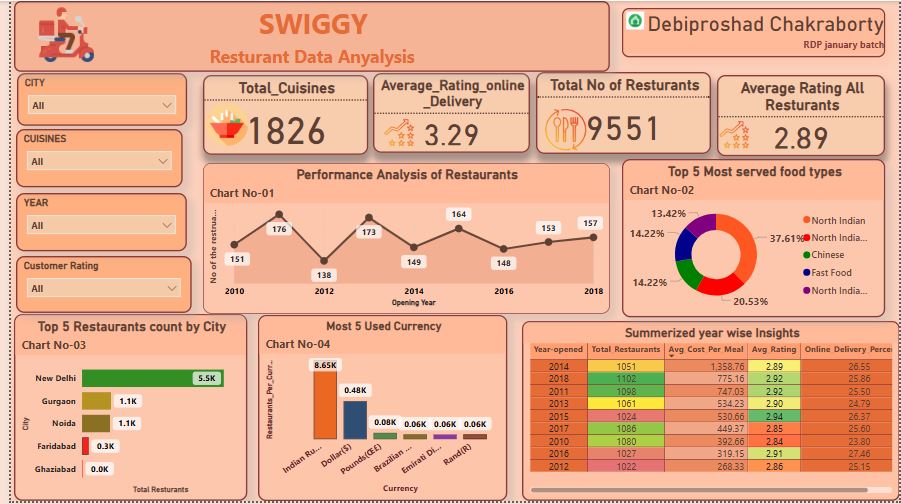 SWIGGY
Resturant Data Anyalysis
Debiproshad Chakraborty
RDP january batch
CITY
All
CUISINES
All
YEAR
All
Customer Rating
All
Total_Cuisines
1826
Average_Rating_online
_Delivery
3.29
Total No of Resturants
9551
Average Rating All
Resturants
2.89
Performance Analysis of Restaurants
Chart No-01
No of the restrua...
151
176
138
173
149
164
148
153
157
2010
2012
2014
2016
2018
Opening Year
Top 5 Most served food types
Chart No-02
13.42%
14.22%
14.22%
37.61%
20.53%
North Indian
North India...
Chinese
Fast Food
North India...
Top 5 Restaurants count by City
Chart No-03
City
New Delhi 5.5K
Gurgaon 1.1K
Noida 1.1K
Faridabad 0.3K
Ghaziabad 0.0K
Total Resturants
Most 5 Used Currency
Chart No-04
Restaurants_Per_Curr...
8.65K
0.48K
0.08K
0.06K
0.06K
0.06K
Indian Ru...
Dollar($)
Pounds(Œ£)
Brazilian ...
Emirati Di...
Rand(R)
Currency
Summerized year wise Insights
Year-opened Total_Restaurants Avg_Cost_Per_Meal Avg_Rating Online_Delivery_Perce
2014 1051 1,358.76 2.89 26.55
2018 1102 775.16 2.92 25.86
2011 1098 747.03 2.92 25.50
2013 1061 534.23 2.90 24.79
2015 1024 530.66 2.94 26.37
2017 1086 449.37 2.85 25.60
2010 1080 392.66 2.84 23.80
2016 1027 319.15 2.91 27.46
2012 1022 268.33 2.86 25.15